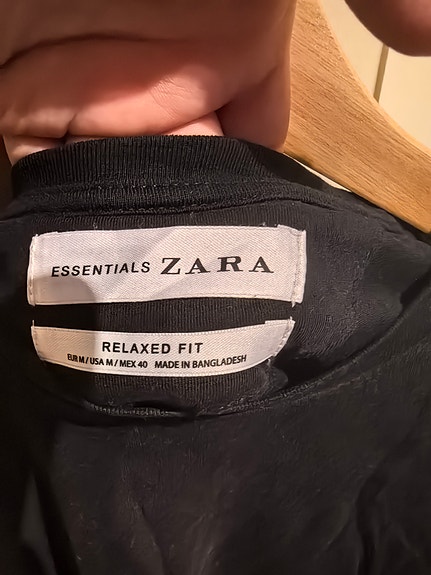 ESSENTIALS ZARA
RELAXED FIT
EUR M / USA M / MEX 40 MADE IN BANGLADESH